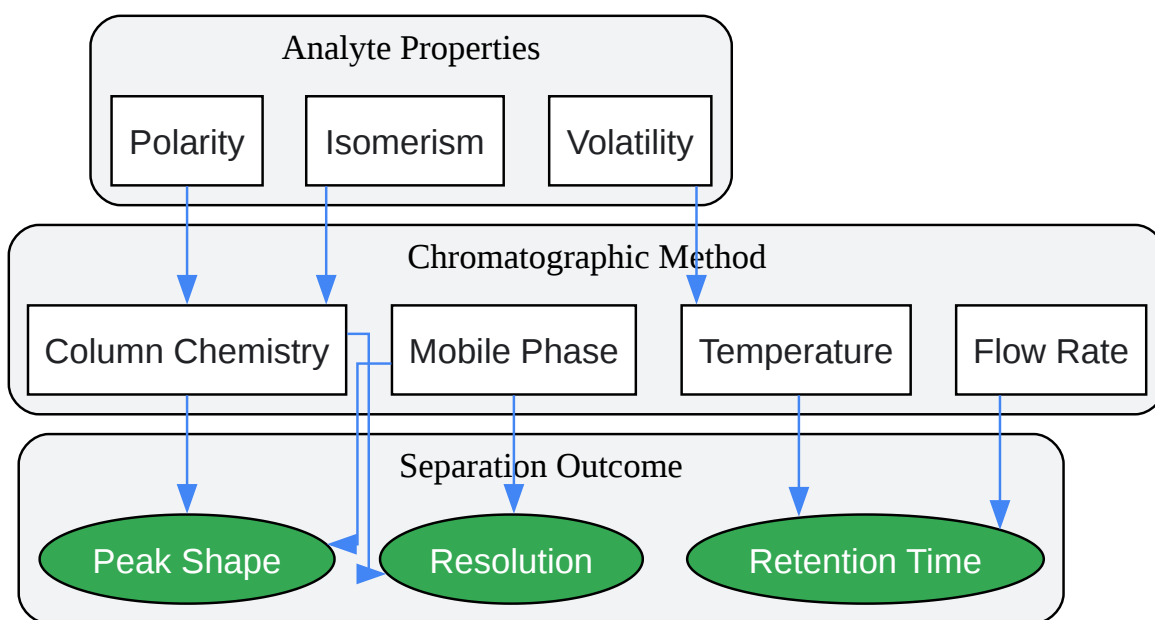 Analyte Properties
Polarity
Isomerism
Volatility
Chromatographic Method
Column Chemistry
Mobile Phase
Temperature
Flow Rate
Separation Outcome
Peak Shape
Resolution
Retention Time